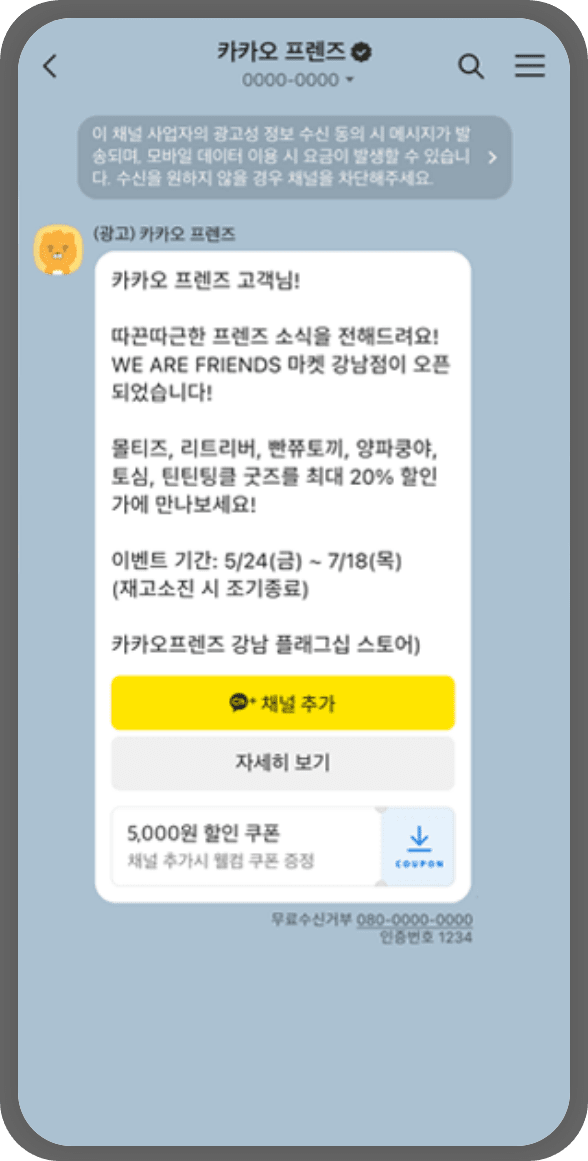 카카오 프렌즈
0000-0000
이 채널 사업자의 광고성 정보 수신 동의 시 메시지가 발
송되며, 모바일 데이터 이용 시 요금이 발생할 수 있습니
다. 수신을 원하지 않을 경우 채널을 차단해주세요.
(광고) 카카오 프렌즈
카카오 프렌즈 고객님!
따끈따근한 프렌즈 소식을 전해드려요!
WE ARE FRIENDS 마켓 강남점이 오픈
되었습니다!
몰티즈, 리트리버, 빤쮸토끼, 양파쿵야,
토심, 틴틴팅클 굿즈를 최대 20% 할인
가에 만나보세요!
이벤트 기간: 5/24(금) ~ 7/18(목)
(재고소진 시 조기종료)
카카오프렌즈 강남 플래그십 스토어)
Ch+ 채널 추가
자세히 보기
5,000원 할인 쿠폰
채널 추가시 웰컴 쿠폰 증정
COUPON
무료수신거부 080-0000-0000
인증번호 1234